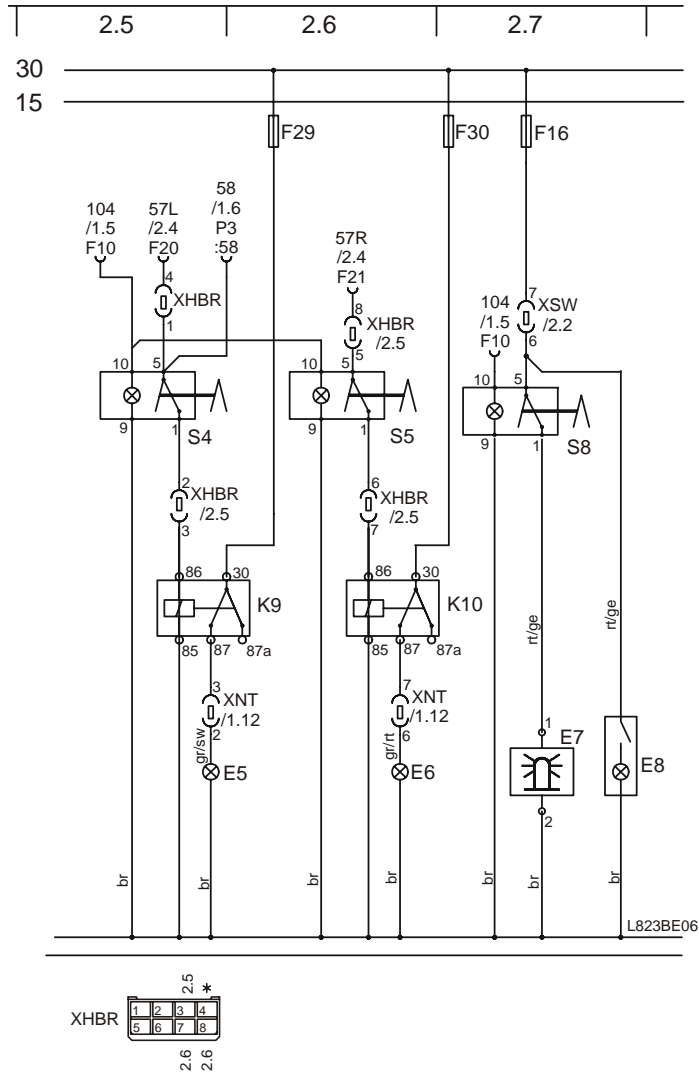 2.5 2.6 2.7
30
15
F29 F30 F16
104
/1.5
F10
57L
/2.4
F20
58
/1.6
P3
:58
57R
/2.4
F21
104
/1.5
F10
4
XHBR
1
8
XHBR
/2.5
5
7
XSW
/2.2
6
10 5
9 1
S4
10 5
9 1
S5
10 5
9 1
S8
2
XHBR
/2.5
3
6
XHBR
/2.5
7
86 30
K9
85 87 87a
86 30
K10
85 87 87a
rt/ge
rt/ge
3
XNT
/1.12
2
gr/sw
E5
7
XNT
/1.12
6
gr/rt
E6
1
E7
2
E8
br br br br br br
L823BE06
2.5 *
XHBR
1 2 3 4
5 6 7 8
2.6 2.6